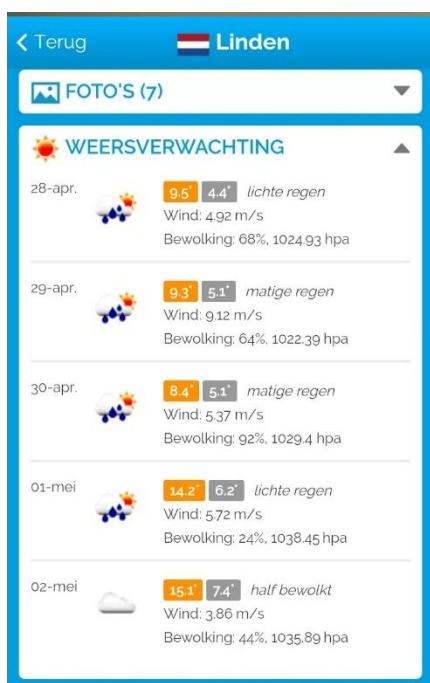 Terug
Linden
FOTO'S (7)
WEERSVERWACHTING
28-apr.
9.5° 4.4° lichte regen
Wind: 4.92 m/s
Bewolking: 68%, 1024.93 hpa
29-apr.
9.3° 5.1° matige regen
Wind: 9.12 m/s
Bewolking: 64%, 1022.39 hpa
30-apr.
8.4° 5.1° matige regen
Wind: 5.37 m/s
Bewolking: 92%, 1029.4 hpa
01-mei
14.2° 6.2° lichte regen
Wind: 5.72 m/s
Bewolking: 24%, 1038.45 hpa
02-mei
15.1° 7.4° half bewolkt
Wind: 3.86 m/s
Bewolking: 44%, 1035.89 hpa